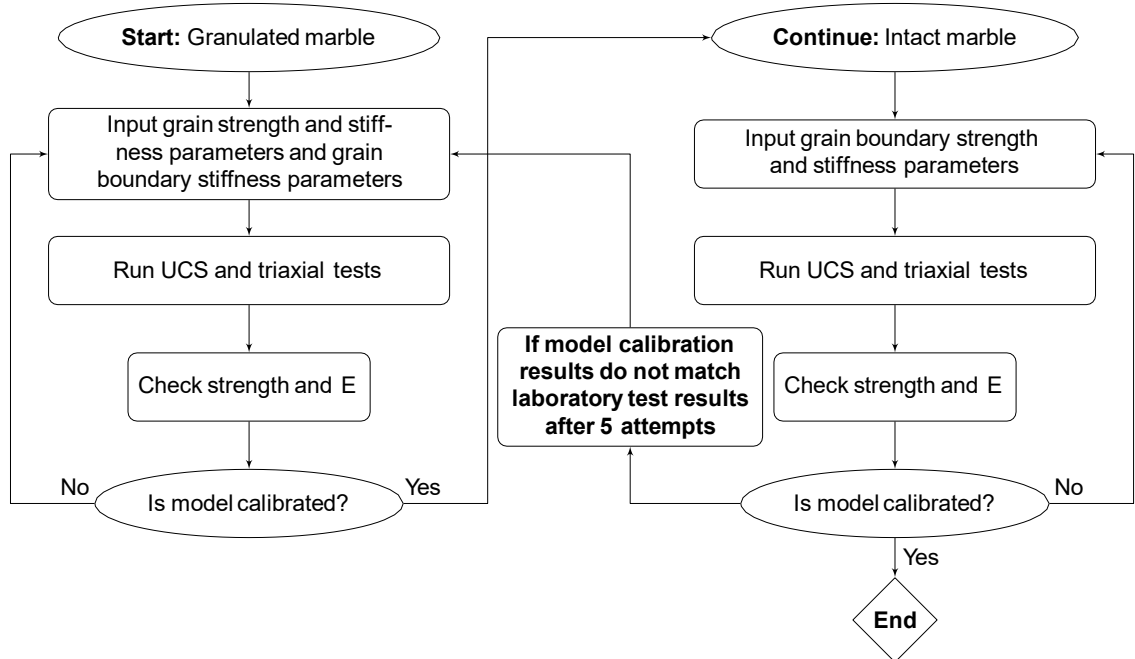 Start: Granulated marble
Input grain strength and stiff-
ness parameters and grain
boundary stiffness parameters
Run UCS and triaxial tests
Check strength and E
Is model calibrated?
No
Yes
If model calibration
results do not match
laboratory test results
after 5 attempts
Continue: Intact marble
Input grain boundary strength
and stiffness parameters
Run UCS and triaxial tests
Check strength and E
Is model calibrated?
No
Yes
End